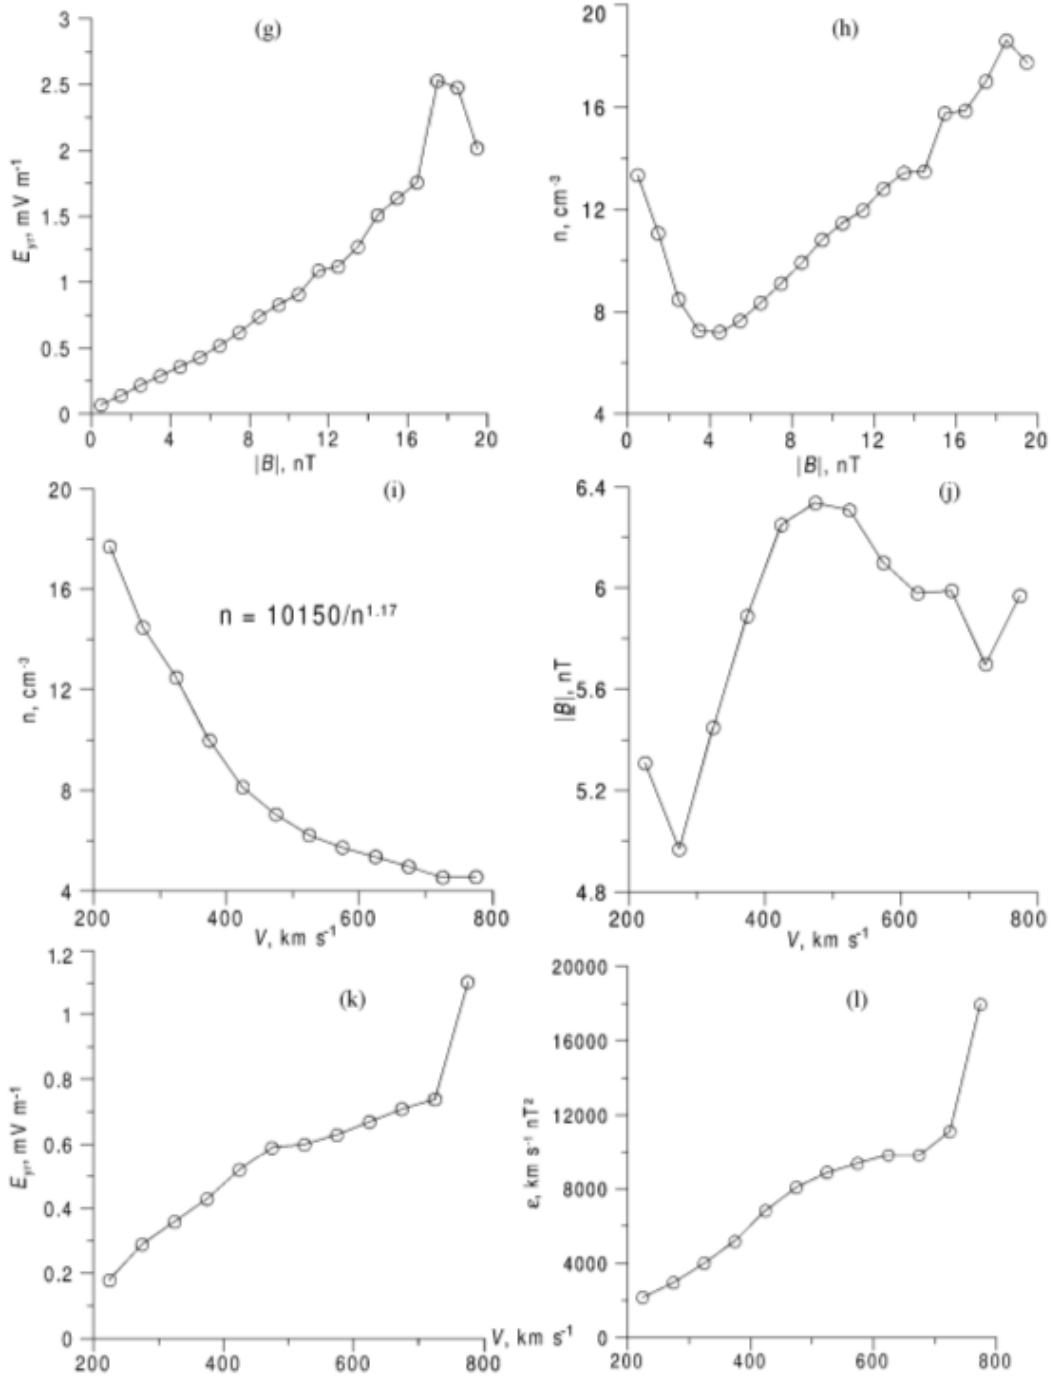 (g)
3
2.5
2
1.5
1
0.5
0
E_yr, mV m⁻¹
0 4 8 12 16 20
|B|, nT
(h)
20
16
12
8
4
n, cm⁻³
0 4 8 12 16 20
|B|, nT
(i)
20
16
12
8
4
n, cm⁻³
n = 10150/n¹·¹⁷
200 400 600 800
V, km s⁻¹
(j)
6.4
6
5.6
5.2
4.8
|B|, nT
200 400 600 800
V, km s⁻¹
(k)
1.2
1
0.8
0.6
0.4
0.2
0
E_yr, mV m⁻¹
200 400 600 800
V, km s⁻¹
(l)
20000
16000
12000
8000
4000
0
ε, km s⁻¹ nT²
200 400 600 800